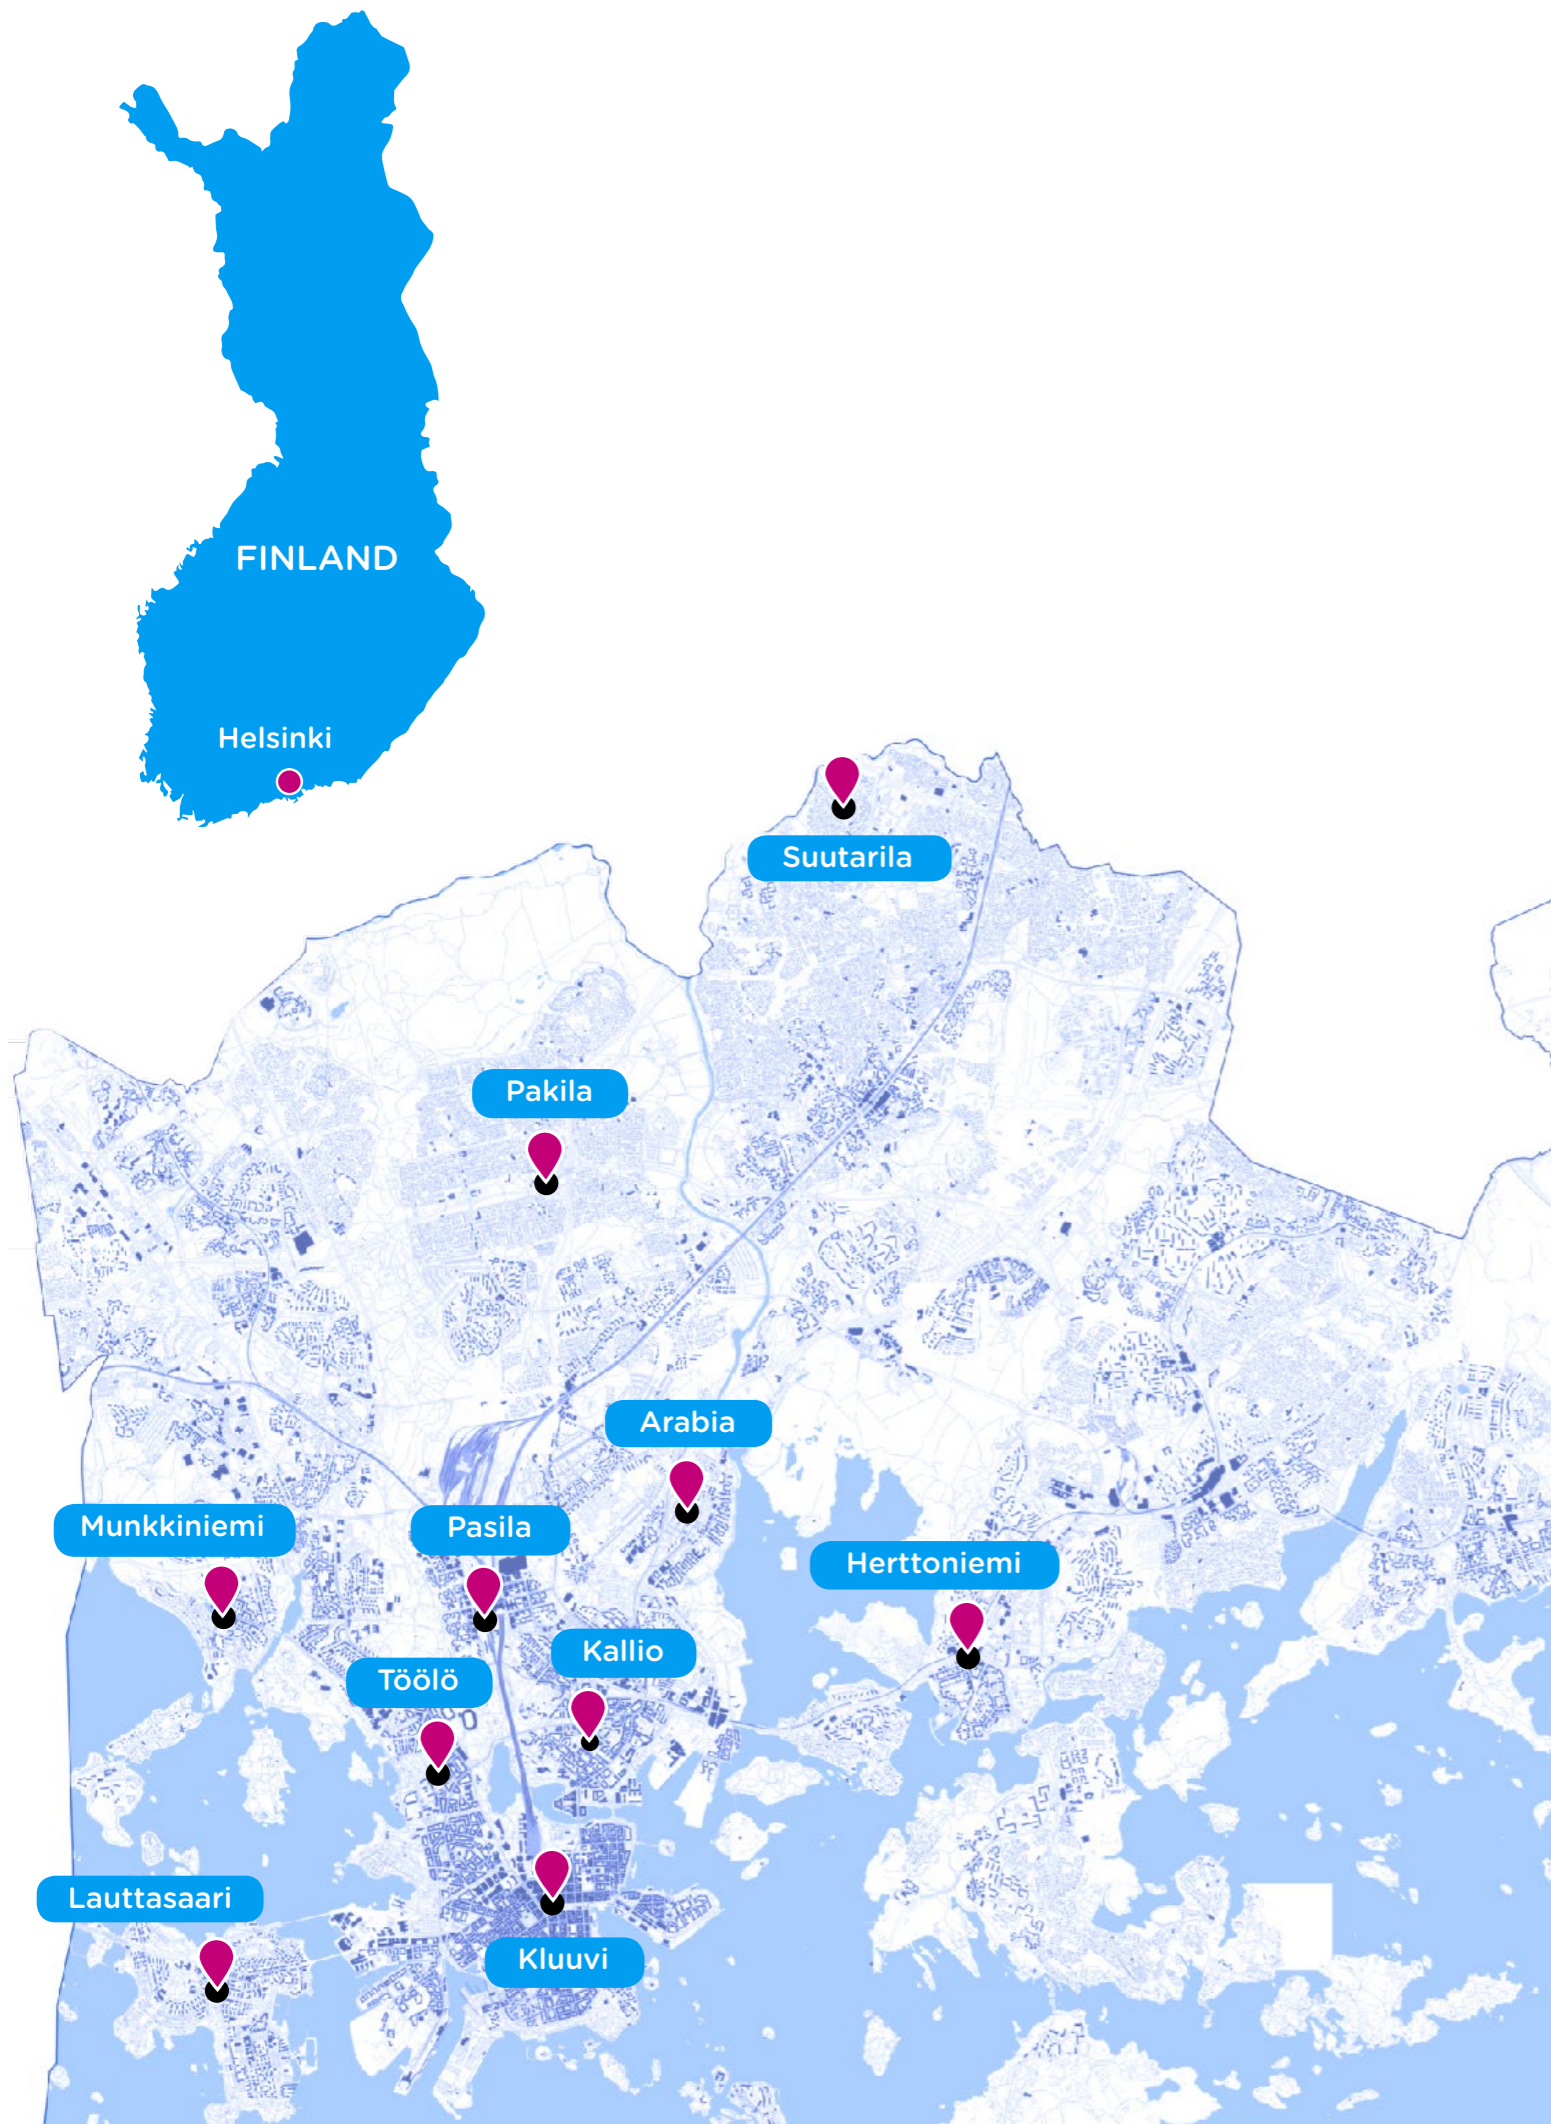 FINLAND
Helsinki
Suutarila
Pakila
Arabia
Munkkiniemi
Pasila
Herttoniemi
Kallio
Töölö
Lauttasaari
Kluuvi